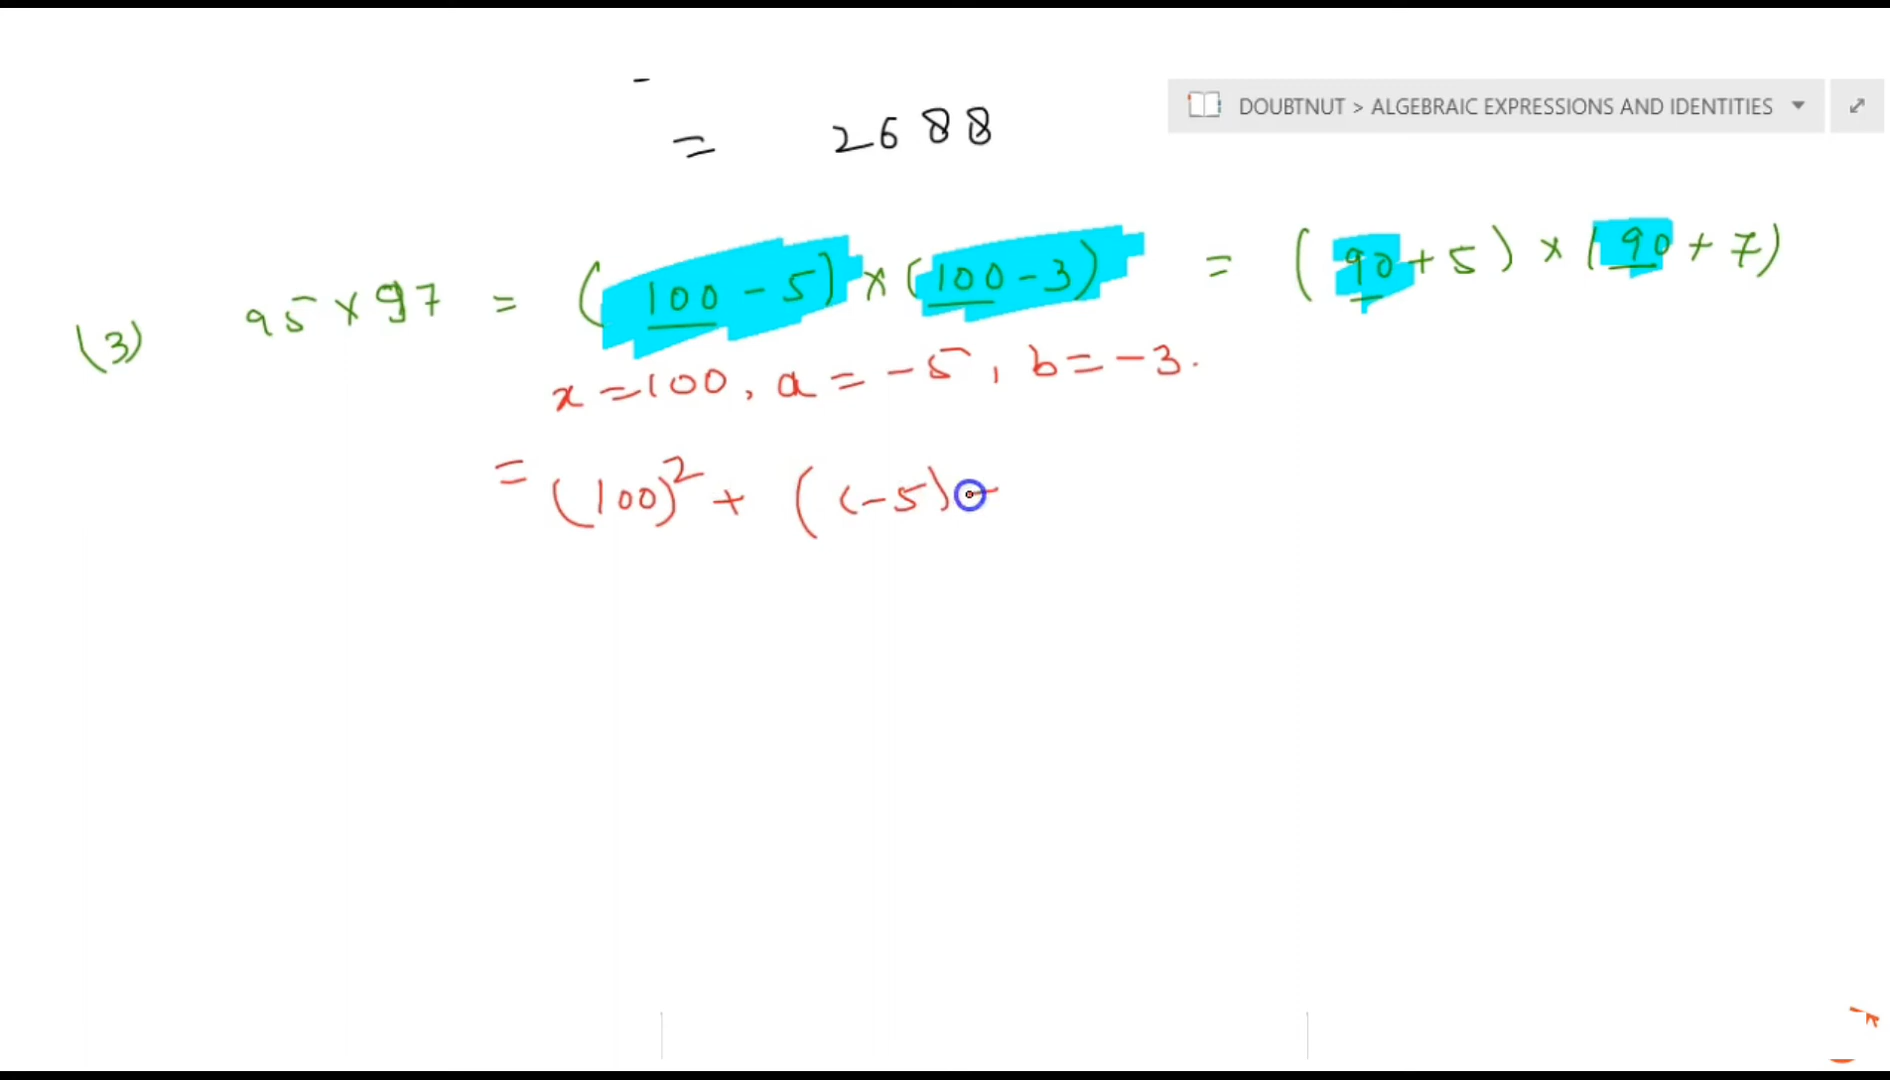 DOUBTNUT > ALGEBRAIC EXPRESSIONS AND IDENTITIES
= 2688
(3) 95 × 97 = (100 - 5) × (100 - 3) = (90 + 5) × (90 + 7)
x = 100, a = -5, b = -3.
= (100)² + ((-5)